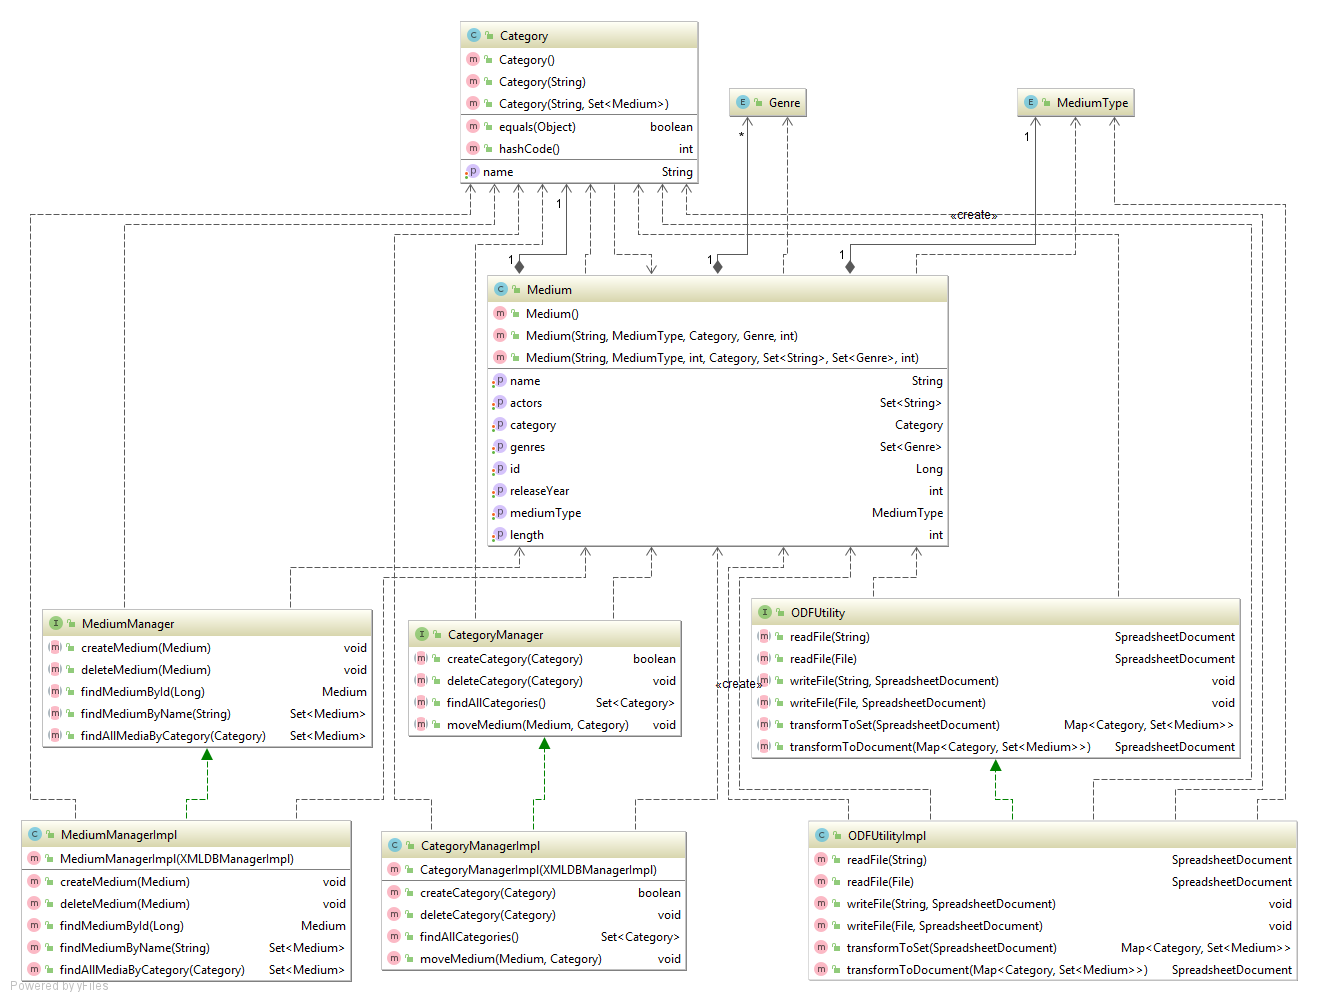 Category
Category()
Category(String)
Category(String, Set<Medium>)
equals(Object) boolean
hashCode() int
name String
Genre
MediumType
*
1
1
«create»
1
1
1
Medium
Medium()
Medium(String, MediumType, Category, Genre, int)
Medium(String, MediumType, int, Category, Set<String>, Set<Genre>, int)
name String
actors Set<String>
category Category
genres Set<Genre>
id Long
releaseYear int
mediumType MediumType
length int
MediumManager
createMedium(Medium) void
deleteMedium(Medium) void
findMediumById(Long) Medium
findMediumByName(String) Set<Medium>
findAllMediaByCategory(Category) Set<Medium>
CategoryManager
createCategory(Category) boolean
deleteCategory(Category) void
findAllCategories() Set<Category>
moveMedium(Medium, Category) void
«create»
ODFUtility
readFile(String) SpreadsheetDocument
readFile(File) SpreadsheetDocument
writeFile(String, SpreadsheetDocument) void
writeFile(File, SpreadsheetDocument) void
transformToSet(SpreadsheetDocument) Map<Category, Set<Medium>>
transformToDocument(Map<Category, Set<Medium>>) SpreadsheetDocument
MediumManagerImpl
MediumManagerImpl(XMLDBManagerImpl)
createMedium(Medium) void
deleteMedium(Medium) void
findMediumById(Long) Medium
findMediumByName(String) Set<Medium>
findAllMediaByCategory(Category) Set<Medium>
CategoryManagerImpl
CategoryManagerImpl(XMLDBManagerImpl)
createCategory(Category) boolean
deleteCategory(Category) void
findAllCategories() Set<Category>
moveMedium(Medium, Category) void
ODFUtilityImpl
readFile(String) SpreadsheetDocument
readFile(File) SpreadsheetDocument
writeFile(String, SpreadsheetDocument) void
writeFile(File, SpreadsheetDocument) void
transformToSet(SpreadsheetDocument) Map<Category, Set<Medium>>
transformToDocument(Map<Category, Set<Medium>>) SpreadsheetDocument
Powered by yFiles